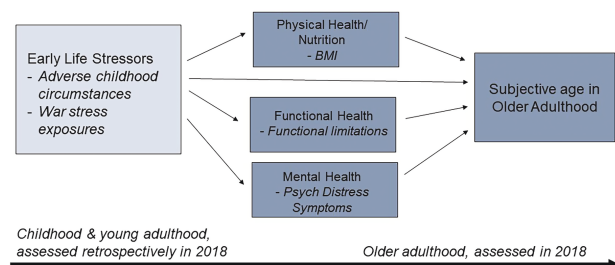 Early Life Stressors
- Adverse childhood
circumstances
- War stress
exposures
Physical Health/
Nutrition
- BMI
Functional Health
- Functional limitations
Mental Health
- Psych Distress
Symptoms
Subjective age in
Older Adulthood
Childhood & young adulthood,
assessed retrospectively in 2018
Older adulthood, assessed in 2018